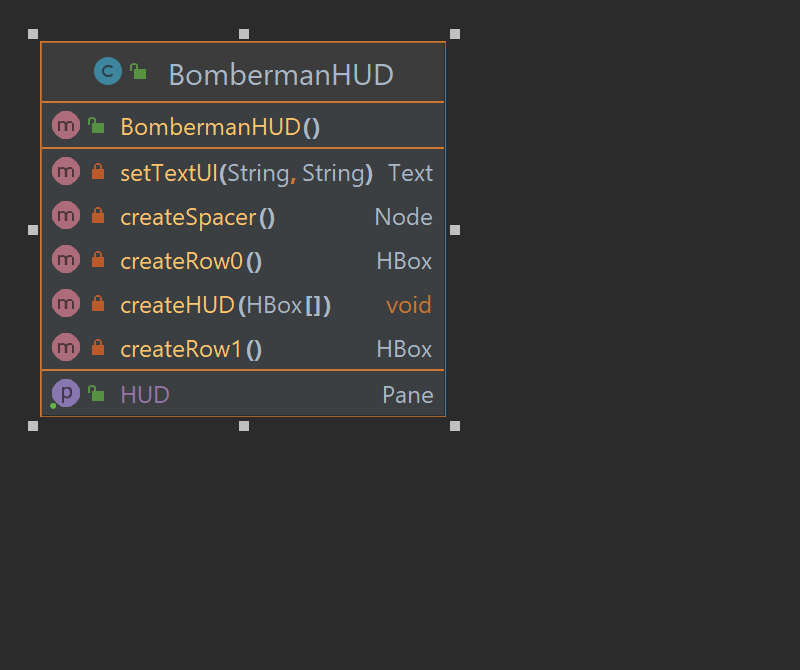 C BombermanHUD
m BombermanHUD()
m setTextUI(String, String) Text
m createSpacer() Node
m createRow0() HBox
m createHUD(HBox[]) void
m createRow1() HBox
p HUD Pane